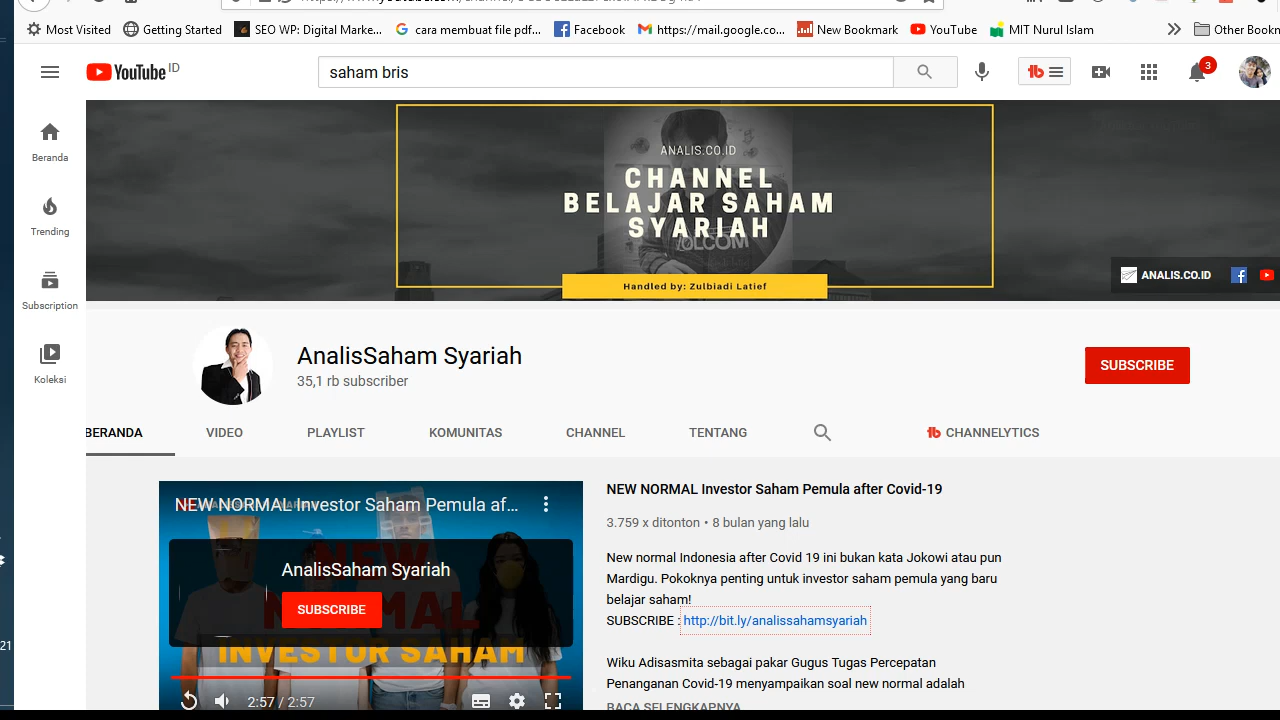 Most Visited
Getting Starte
SEO WP: Digital Marke...
cara membuat file pdf...
Facebook
https://mail.google.co...
New Bookmark
YouTube
MIT Nurul Islam
Other Bookn
YouTube ID
saham bris
3
Beranda
Trending
Subscription
Koleksi
ANALIS.CO.ID
CHANNEL
BELAJAR SAHAM
SYARIAH
Handled by: Zulbiadi Latief
ANALIS.CO.ID
AnalisSaham Syariah
35,1 rb subscriber
SUBSCRIBE
BERANDA
VIDEO
PLAYLIST
KOMUNITAS
CHANNEL
TENTANG
CHANNELYTICS
NEW NORMAL Investor Saham Pemula af...
AnalisSaham Syariah
SUBSCRIBE
INVESTOR SAHAM
2:57 / 2:57
NEW NORMAL Investor Saham Pemula after Covid-19
3.759 x ditonton • 8 bulan yang lalu
New normal Indonesia after Covid 19 ini bukan kata Jokowi atau pun
Mardigu. Pokoknya penting untuk investor saham pemula yang baru
belajar saham!
SUBSCRIBE : http://bit.ly/analissahamsyariah
Wiku Adisasmita sebagai pakar Gugus Tugas Percepatan
Penanganan Covid-19 menyampaikan soal new normal adalah
BACA SELENGKAPNYA
21